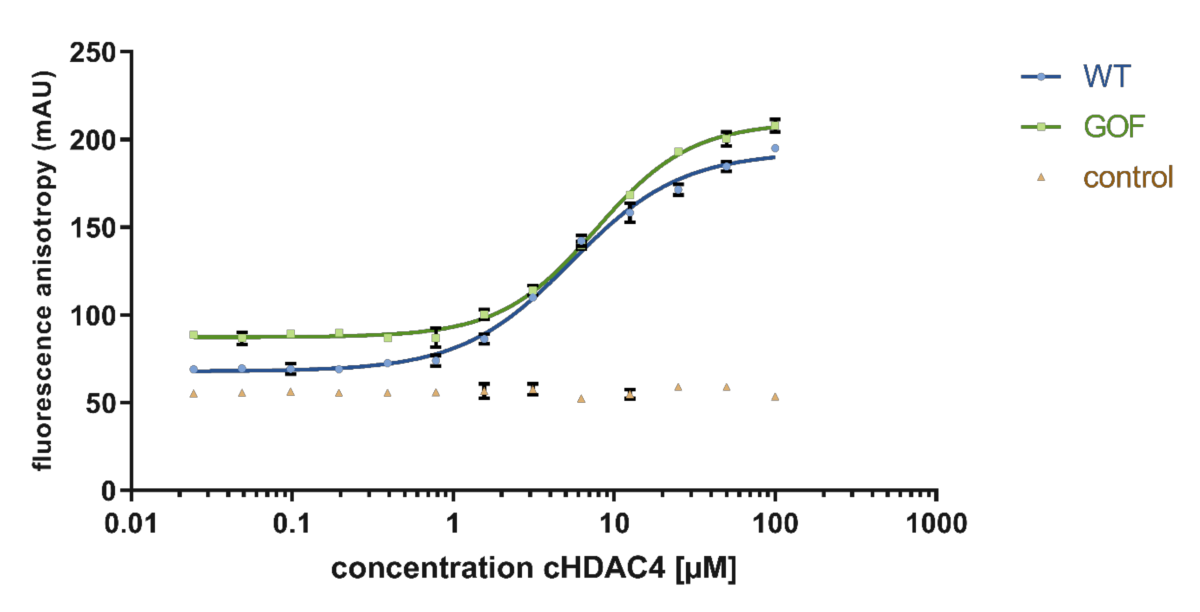 fluorescence anisotropy (mAU)
250
200
150
100
50
0
0.01 0.1 1 10 100 1000
concentration cHDAC4 [µM]
WT
GOF
control